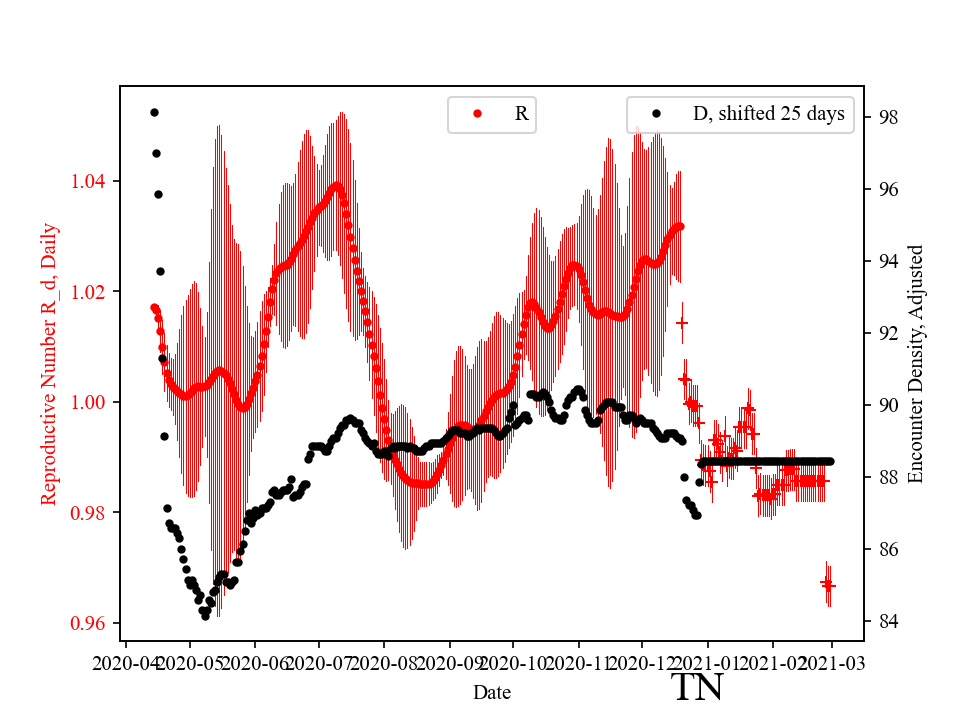 R
D, shifted 25 days
1.04
1.02
1.00
0.98
0.96
Reproductive Number R_d, Daily
98
96
94
92
90
88
86
84
Encounter Density, Adjusted
2020-04 2020-05 2020-06 2020-07 2020-08 2020-09 2020-10 2020-11 2020-12 2021-01 2021-02 2021-03
Date
TN